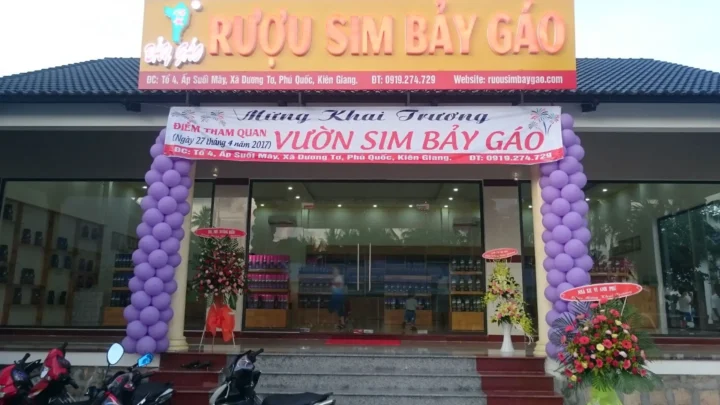 Bảy Gáo
RƯỢU SIM BẢY GÁO
ĐC: Tổ 4, Ấp Suối Mây, Xã Dương Tơ, Phú Quốc, Kiên Giang. ĐT: 0919.274.729 Website: ruousimbaygao.com
Mừng Khai Trương
ĐIỂM THAM QUAN
(Ngày 27 tháng 4 năm 2017)
VƯỜN SIM BẢY GÁO
ĐC: Tổ 4, Ấp Suối Mây, Xã Dương Tơ, Phú Quốc, Kiên Giang. ĐT: 0919.274.729